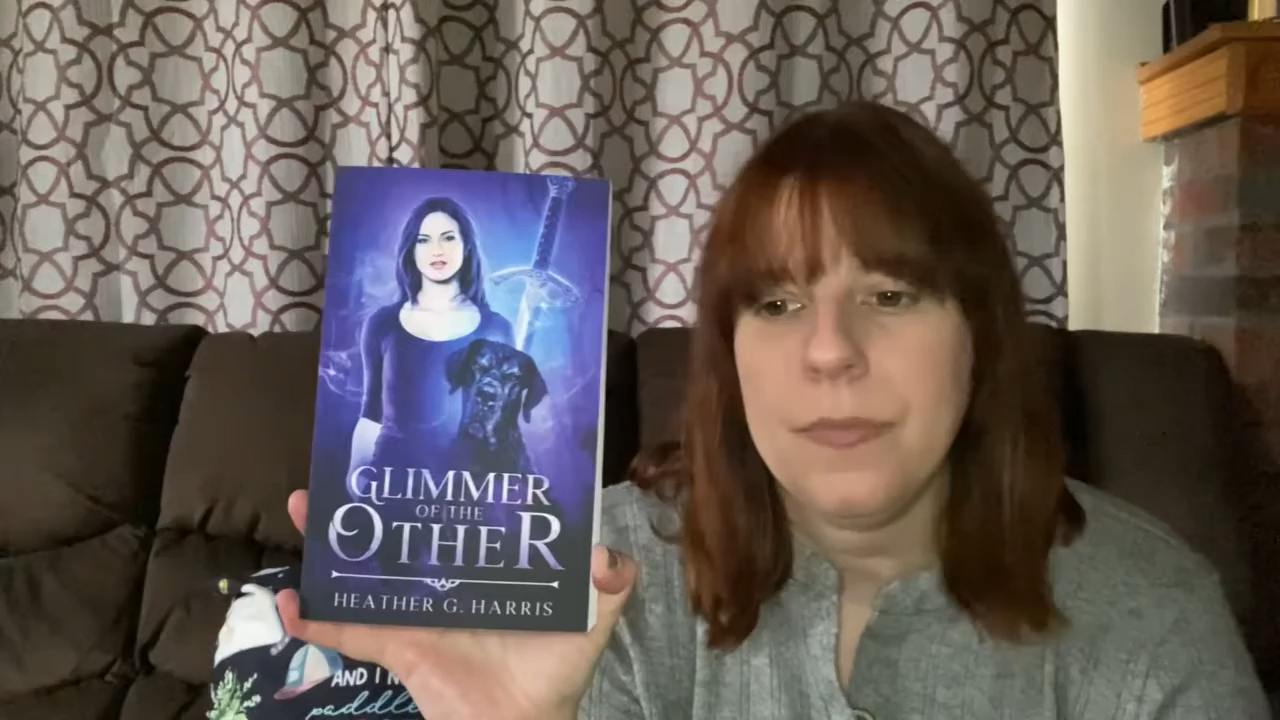 GLIMMER
OF THE
OTHER
HEATHER G. HARRIS
AND I
paddle